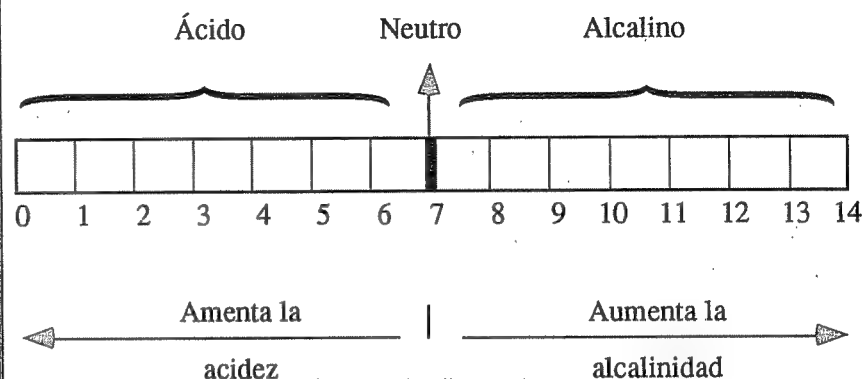 Ácido Neutro Alcalino
0 1 2 3 4 5 6 7 8 9 10 11 12 13 14
Amenta la Aumenta la
acidez alcalinidad